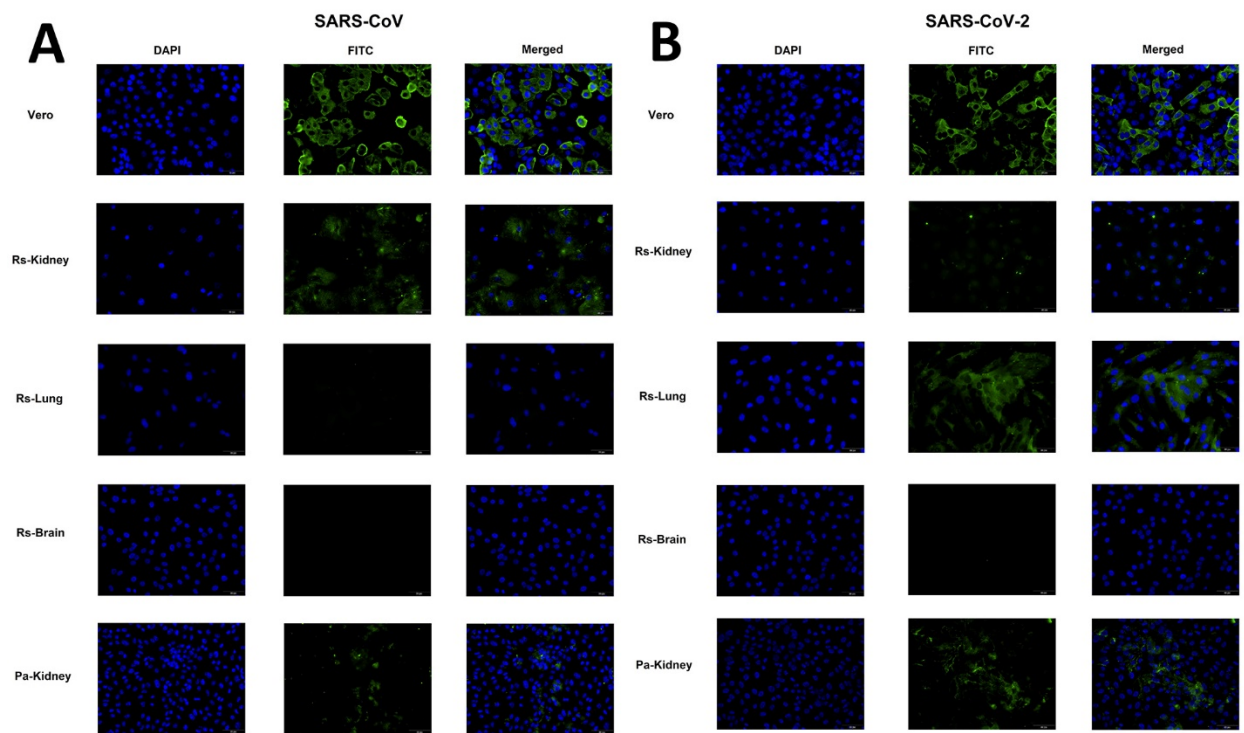 A
SARS-CoV
DAPI
FITC
Merged
Vero
Rs-Kidney
Rs-Lung
Rs-Brain
Pa-Kidney
B
SARS-CoV-2
DAPI
FITC
Merged
Vero
Rs-Kidney
Rs-Lung
Rs-Brain
Pa-Kidney